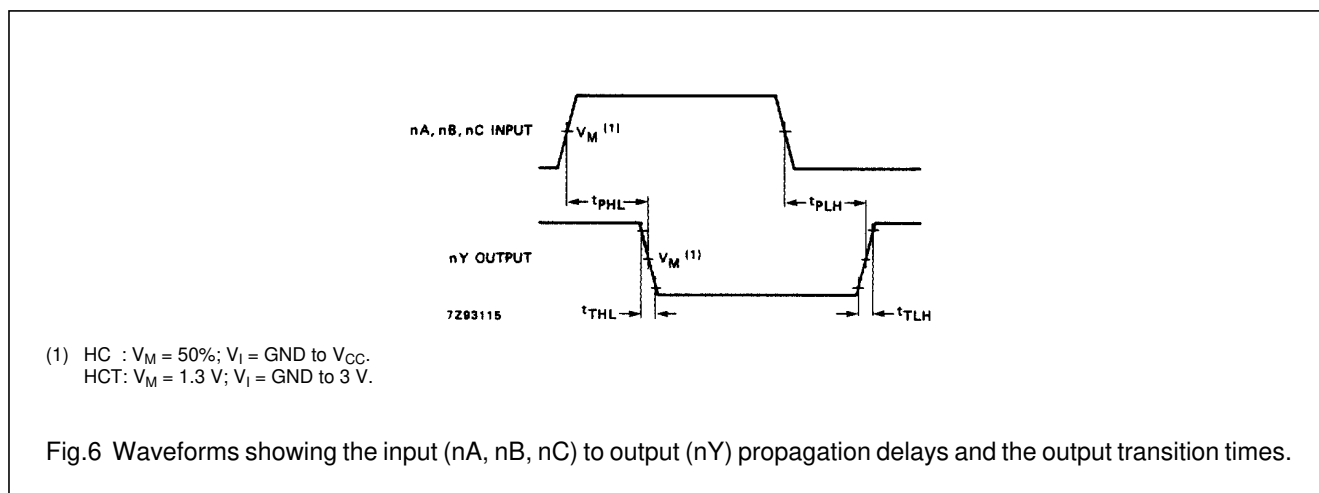 nA, nB, nC INPUT
VM (1)
tPHL
tPLH
nY OUTPUT
VM (1)
7Z93115
tTHL
tTLH
(1) HC : VM = 50%; VI = GND to VCC.
HCT: VM = 1.3 V; VI = GND to 3 V.
Fig.6 Waveforms showing the input (nA, nB, nC) to output (nY) propagation delays and the output transition times.